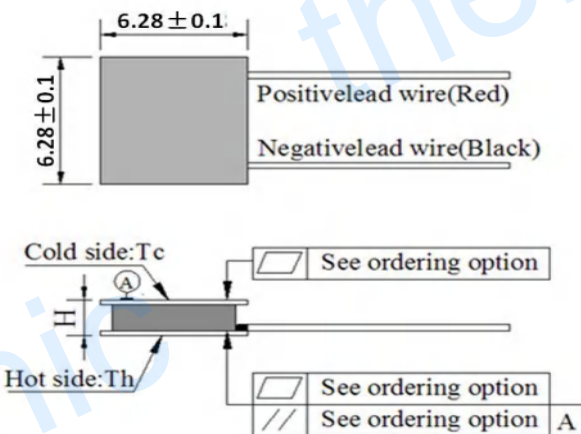 6.28±0.1
6.28±0.1
Positivelead wire(Red)
Negativelead wire(Black)
Cold side:Tc
See ordering option
A
H
Hot side:Th
See ordering option
// See ordering option A